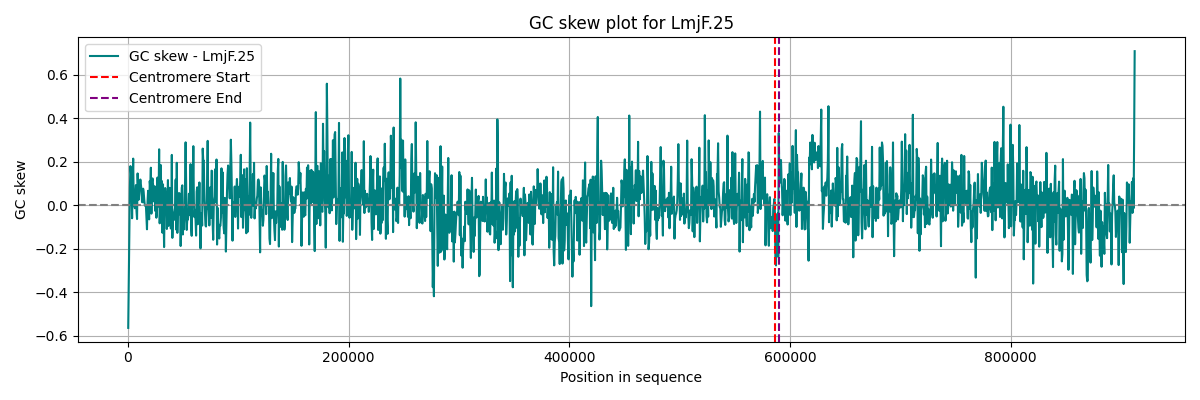 GC skew plot for LmjF.25
GC skew - LmjF.25
Centromere Start
Centromere End
GC skew
0.6
0.4
0.2
0.0
−0.2
−0.4
−0.6
0 200000 400000 600000 800000
Position in sequence